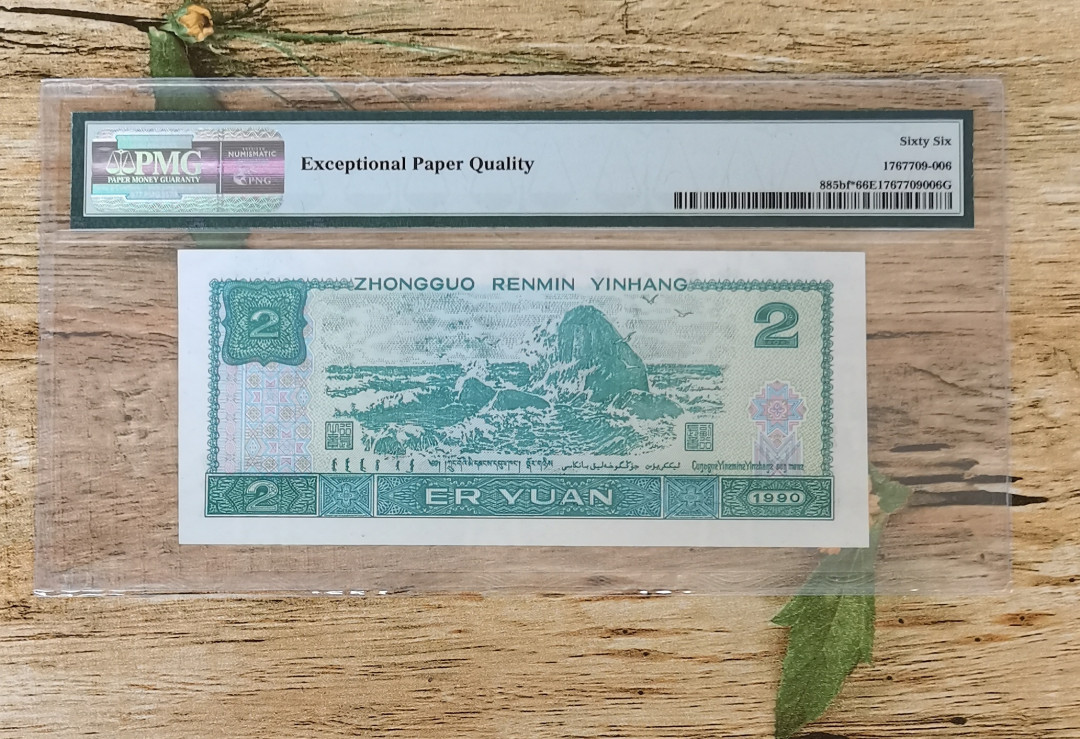 PMG
PAPER MONEY GUARANTY
NUMISMATIC
PNG
Exceptional Paper Quality
Sixty Six
1767709-006
885bf*66E1767709006G
ZHONGGUO RENMIN YINHANG
2
2
2
ER YUAN
1990